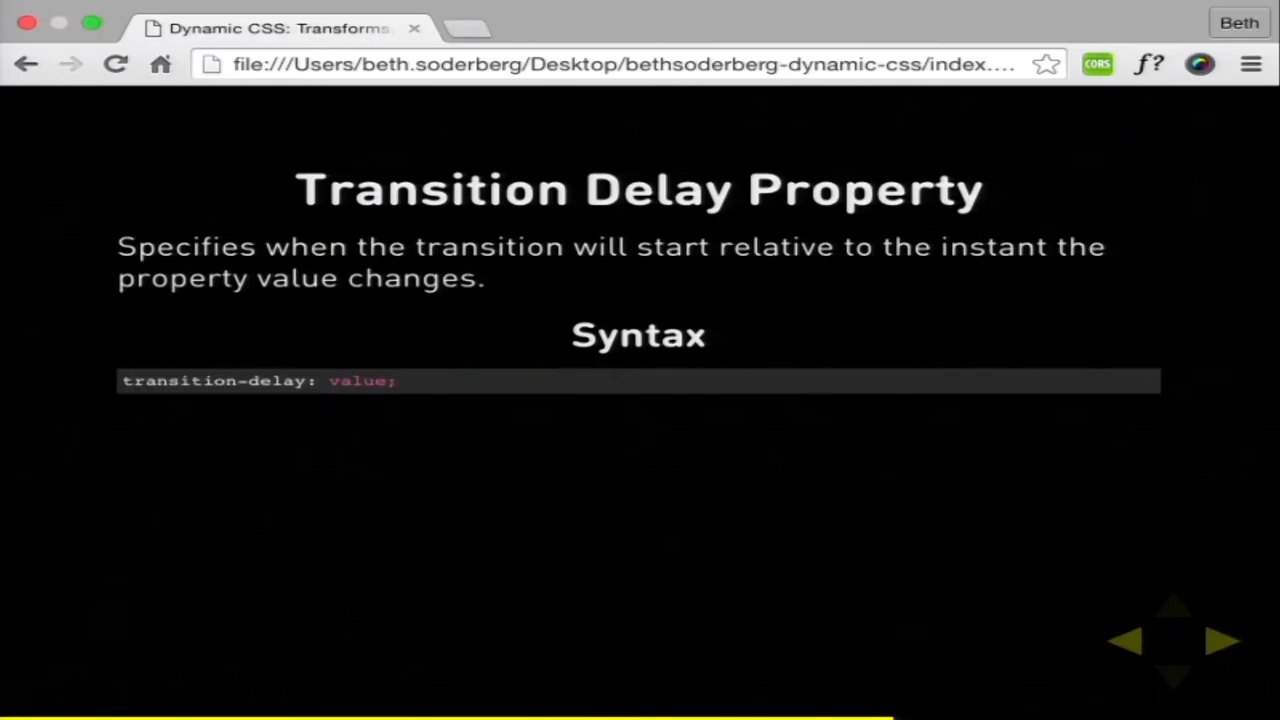 Dynamic CSS: Transforms
Beth
file:///Users/beth.soderberg/Desktop/bethsoderberg-dynamic-css/index....
CORS
f?
Transition Delay Property
Specifies when the transition will start relative to the instant the
property value changes.
Syntax
transition-delay: value;